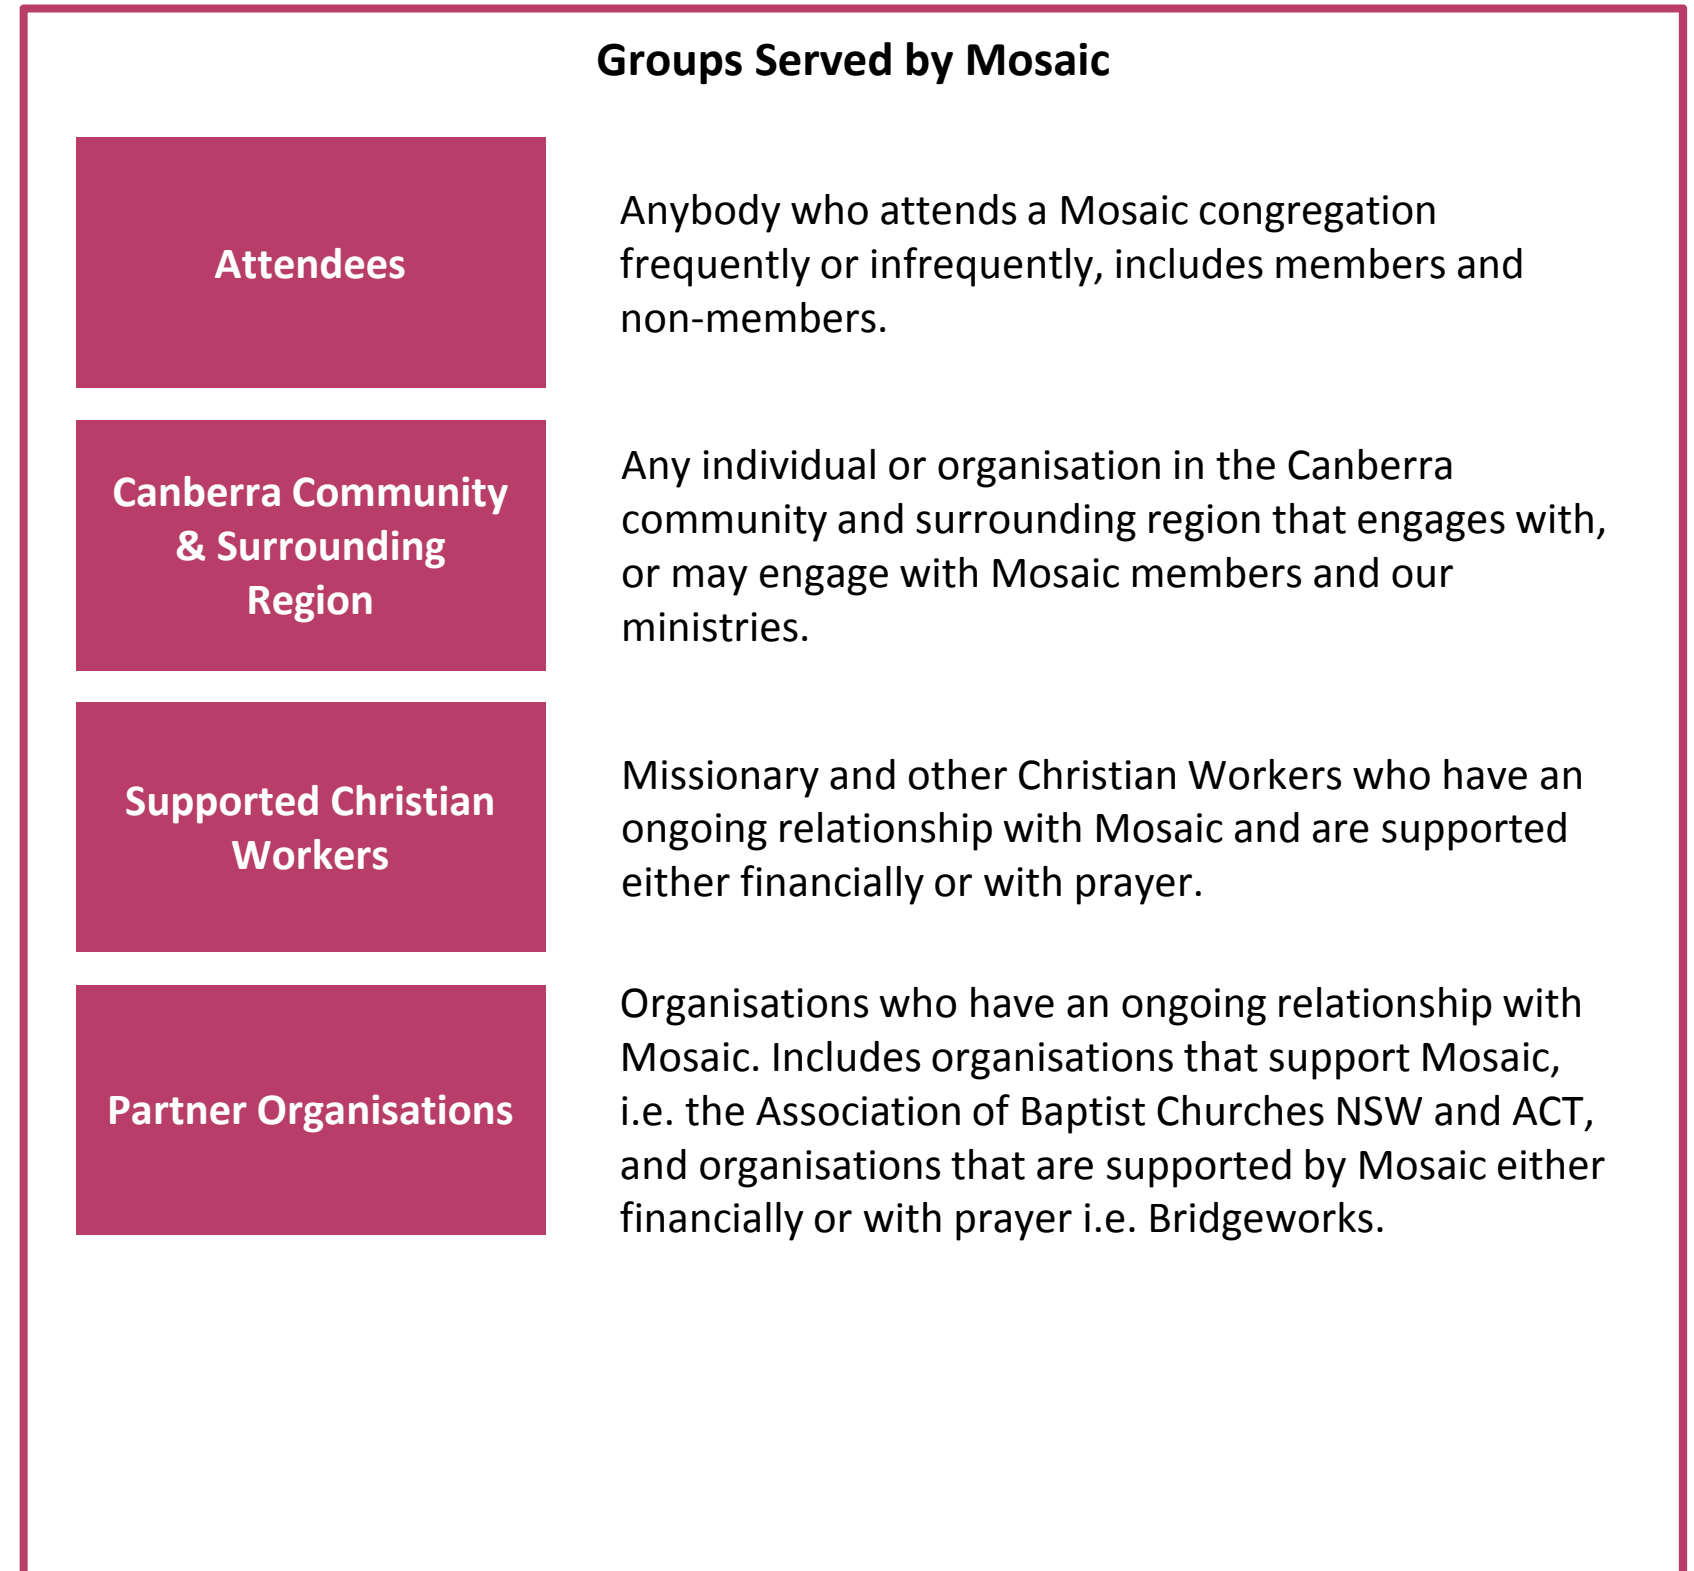 Groups Served by Mosaic
Attendees
Anybody who attends a Mosaic congregation
frequently or infrequently, includes members and
non-members.
Canberra Community
& Surrounding
Region
Any individual or organisation in the Canberra
community and surrounding region that engages with,
or may engage with Mosaic members and our
ministries.
Supported Christian
Workers
Missionary and other Christian Workers who have an
ongoing relationship with Mosaic and are supported
either financially or with prayer.
Partner Organisations
Organisations who have an ongoing relationship with
Mosaic. Includes organisations that support Mosaic,
i.e. the Association of Baptist Churches NSW and ACT,
and organisations that are supported by Mosaic either
financially or with prayer i.e. Bridgeworks.